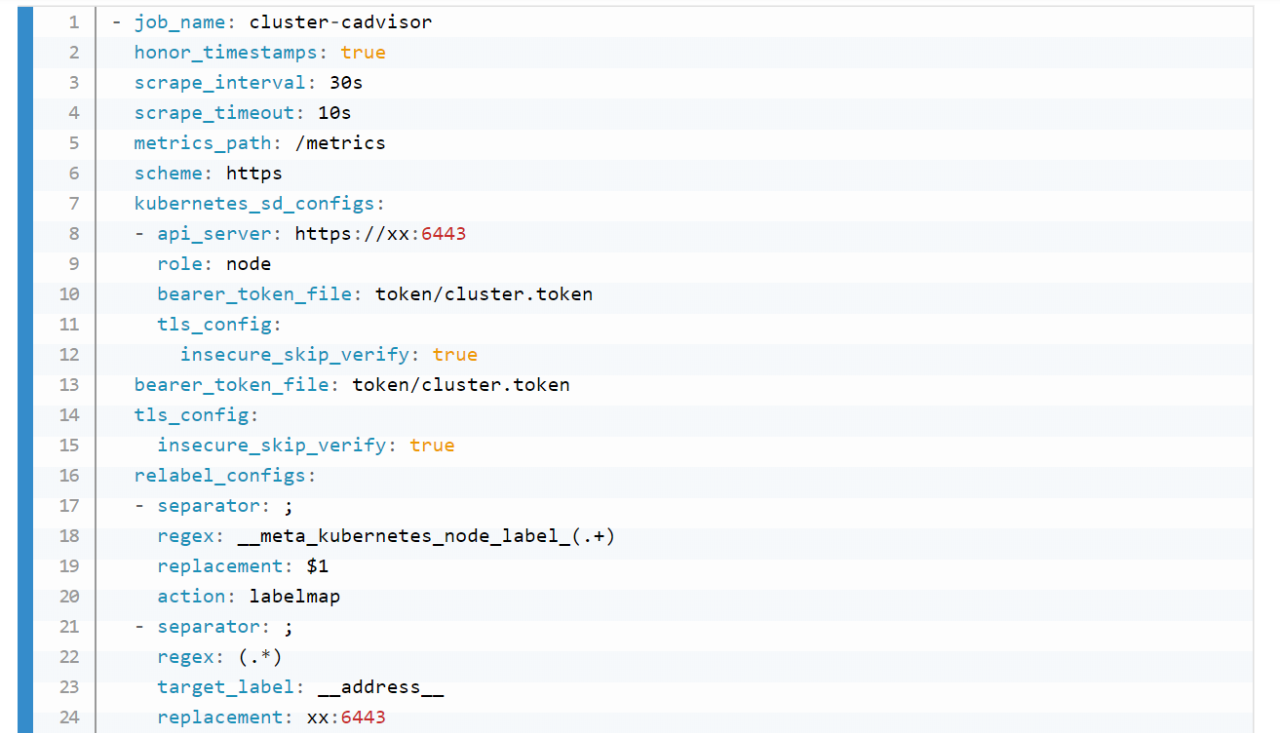 1 - job_name: cluster-cadvisor
2 honor_timestamps: true
3 scrape_interval: 30s
4 scrape_timeout: 10s
5 metrics_path: /metrics
6 scheme: https
7 kubernetes_sd_configs:
8 - api_server: https://xx:6443
9 role: node
10 bearer_token_file: token/cluster.token
11 tls_config:
12 insecure_skip_verify: true
13 bearer_token_file: token/cluster.token
14 tls_config:
15 insecure_skip_verify: true
16 relabel_configs:
17 - separator: ;
18 regex: __meta_kubernetes_node_label_(.+)
19 replacement: $1
20 action: labelmap
21 - separator: ;
22 regex: (.*)
23 target_label: __address__
24 replacement: xx:6443